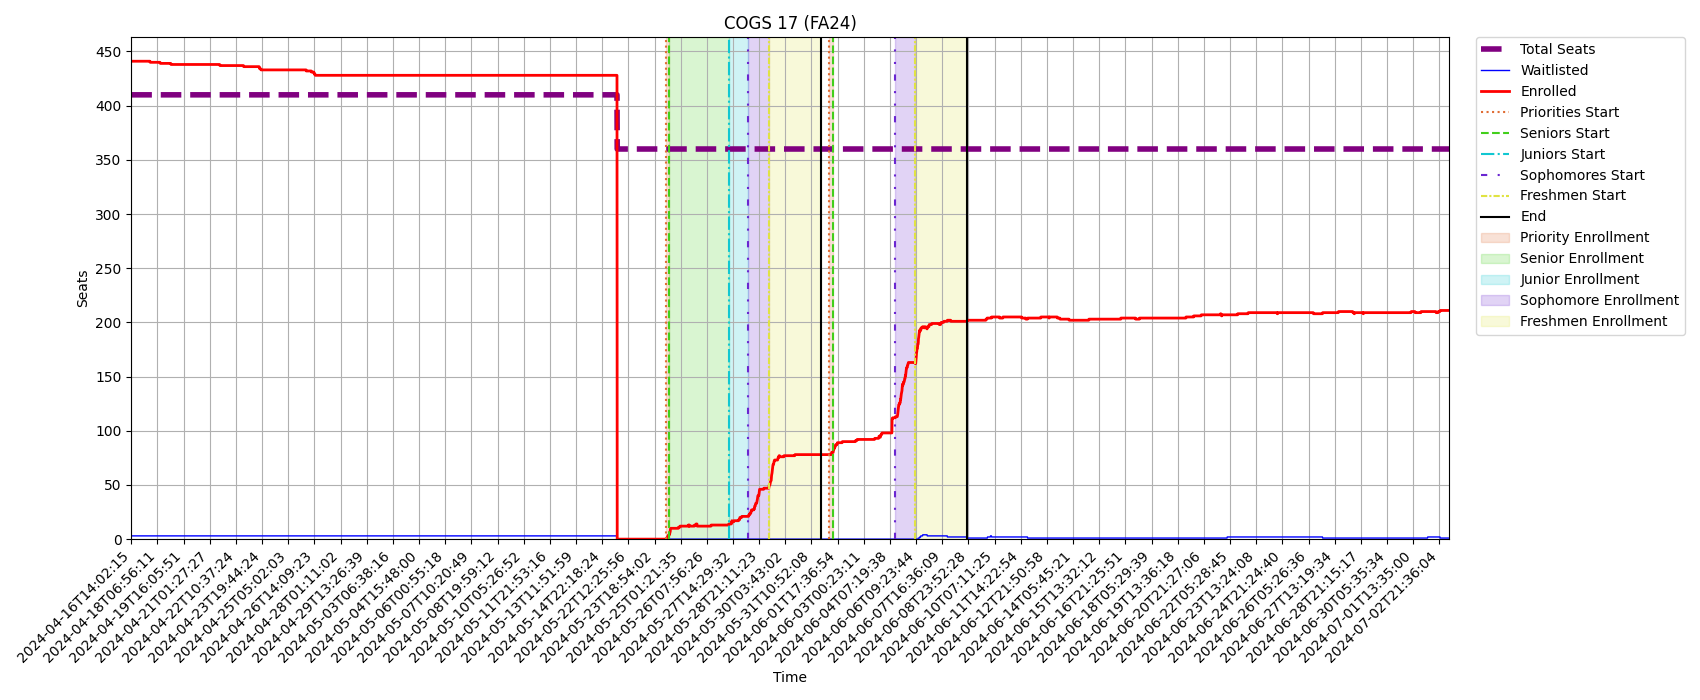 COGS 17 (FA24)
Seats
450
400
350
300
250
200
150
100
50
0
2024-04-16T14:02:15
2024-04-18T06:56:11
2024-04-19T16:05:51
2024-04-21T01:27:27
2024-04-22T10:37:24
2024-04-23T19:44:24
2024-04-25T05:02:03
2024-04-26T14:09:23
2024-04-28T01:11:02
2024-04-29T13:26:39
2024-05-03T06:38:16
2024-05-04T15:48:00
2024-05-06T00:55:18
2024-05-07T10:20:49
2024-05-08T19:59:12
2024-05-10T05:26:52
2024-05-11T21:53:16
2024-05-13T11:51:59
2024-05-14T22:18:24
2024-05-22T12:25:56
2024-05-23T18:54:02
2024-05-25T01:21:35
2024-05-26T07:56:26
2024-05-27T14:29:32
2024-05-28T21:11:23
2024-05-30T03:43:02
2024-05-31T10:52:08
2024-06-01T17:36:54
2024-06-03T00:23:11
2024-06-04T07:19:38
2024-06-06T09:23:44
2024-06-07T16:36:09
2024-06-08T23:52:28
2024-06-10T07:11:25
2024-06-11T14:22:54
2024-06-12T21:50:58
2024-06-14T05:45:21
2024-06-15T13:32:12
2024-06-16T21:25:51
2024-06-18T05:29:39
2024-06-19T13:36:18
2024-06-20T21:27:06
2024-06-22T05:28:45
2024-06-23T13:24:08
2024-06-24T21:24:40
2024-06-26T05:26:36
2024-06-27T13:19:34
2024-06-28T21:15:17
2024-06-30T05:35:34
2024-07-01T13:35:00
2024-07-02T21:36:04
Time
Total Seats
Waitlisted
Enrolled
Priorities Start
Seniors Start
Juniors Start
Sophomores Start
Freshmen Start
End
Priority Enrollment
Senior Enrollment
Junior Enrollment
Sophomore Enrollment
Freshmen Enrollment